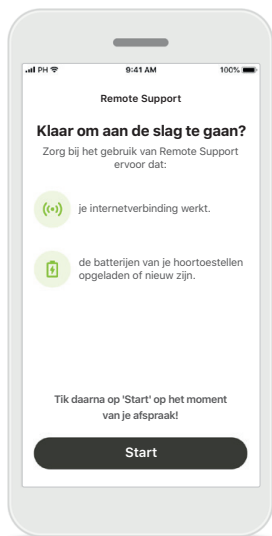 PH 9:41 AM 100%
Remote Support
Klaar om aan de slag te gaan?
Zorg bij het gebruik van Remote Support
ervoor dat:
je internetverbinding werkt.
de batterijen van je hoortoestellen
opgeladen of nieuw zijn.
Tik daarna op 'Start' op het moment
van je afspraak!
Start